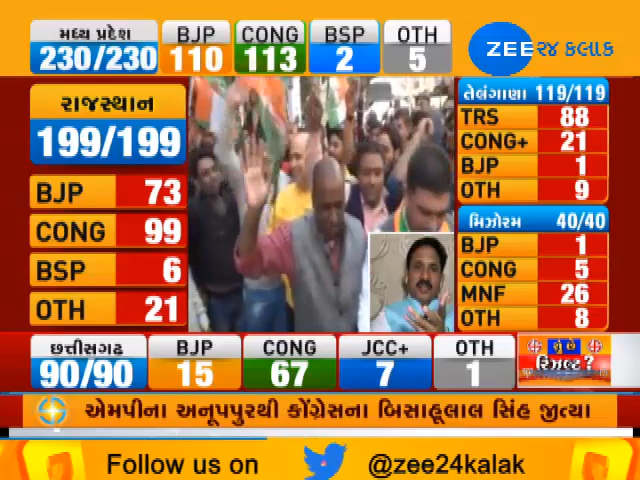 મધ્ય પ્રદેશ BJP CONG BSP OTH
230/230 110 113 2 5
ZEE ૨૪ કલાક
રાજસ્થાન
199/199
BJP 73
CONG 99
BSP 6
OTH 21
તેલંગાણા 119/119
TRS 88
CONG+ 21
BJP 1
OTH 9
મિઝોરમ 40/40
BJP 1
CONG 5
MNF 26
OTH 8
છત્તીસગઢ BJP CONG JCC+ OTH
90/90 15 67 7 1
શું છે
રિઝલ્ટ?
એમપીના અનૂપપુરથી કોંગ્રેસના બિસાહૂલાલ સિંહ જીત્યા
Follow us on @zee24kalak